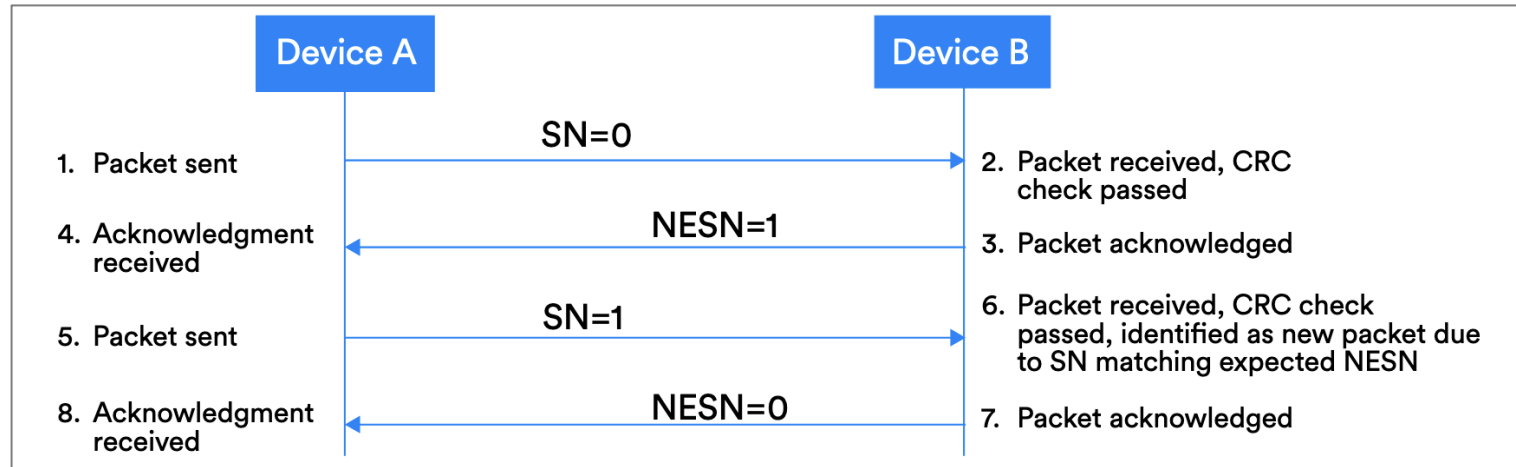 Device A
Device B
SN=0
1. Packet sent
2. Packet received, CRC
check passed
NESN=1
4. Acknowledgment
received
3. Packet acknowledged
SN=1
5. Packet sent
6. Packet received, CRC check
passed, identified as new packet due
to SN matching expected NESN
NESN=0
8. Acknowledgment
received
7. Packet acknowledged